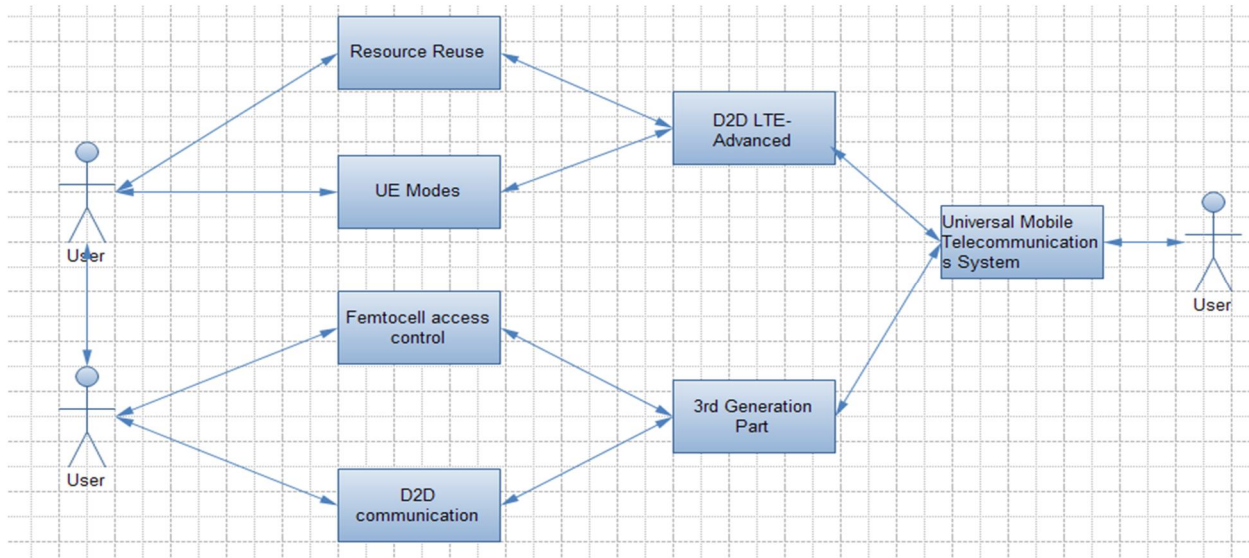 Resource Reuse
D2D LTE-
Advanced
UE Modes
Universal Mobile
Telecommunication
s System
User
User
Femtocell access
control
3rd Generation
Part
User
D2D
communication